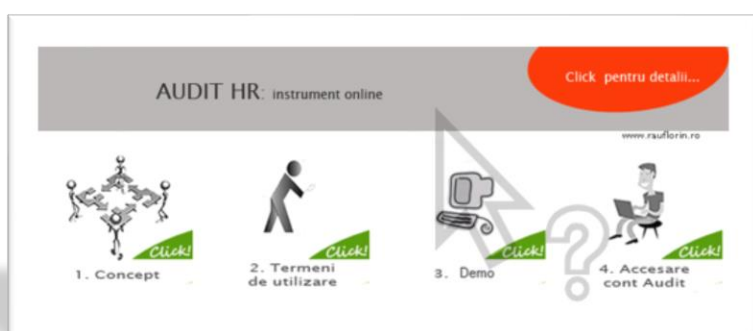 Click pentru detalii...
AUDIT HR: instrument online
www.rauflorin.ro
Click!
1. Concept
Click!
2. Termeni
de utilizare
Click!
3. Demo
?
Click!
4. Accesare
cont Audit